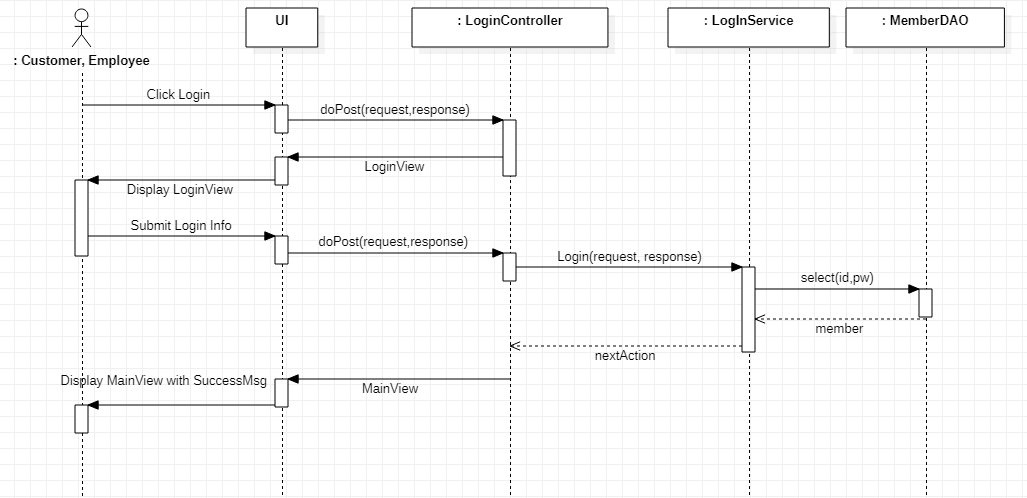 UI
: LoginController
: LogInService
: MemberDAO
: Customer, Employee
Click Login
doPost(request,response)
LoginView
Display LoginView
Submit Login Info
doPost(request,response)
Login(request, response)
select(id,pw)
member
nextAction
Display MainView with SuccessMsg
MainView